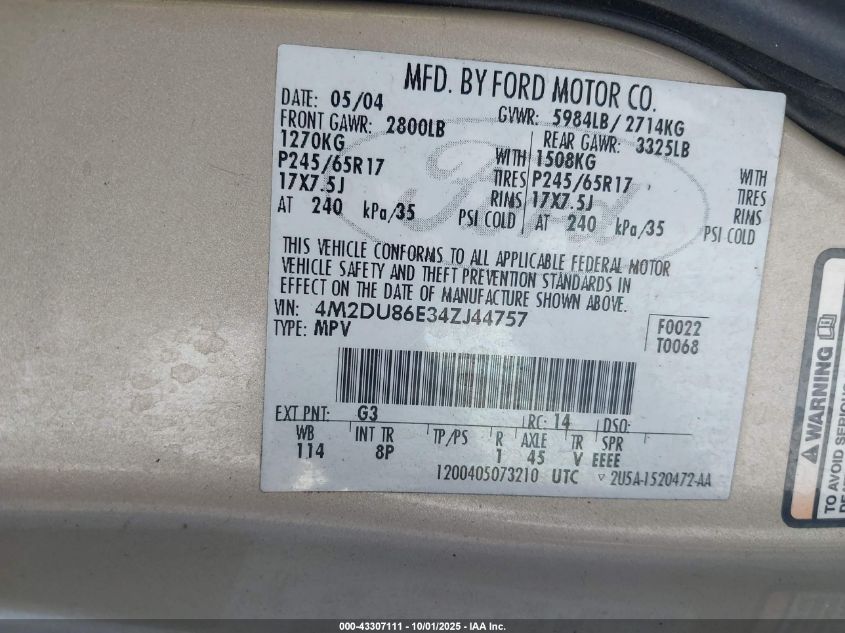 MFD. BY FORD MOTOR CO.
DATE: 05/04 GVWR: 5984LB/ 2714KG
FRONT GAWR: 2800LB REAR GAWR: 3325LB
1270KG WITH 1508KG WITH
P245/65R17 TIRES P245/65R17 TIRES
17X7.5J RIMS 17X7.5J RIMS
AT 240 kPa/35 PSI COLD AT 240 kPa/35 PSI COLD
Ford
THIS VEHICLE CONFORMS TO ALL APPLICABLE FEDERAL MOTOR
VEHICLE SAFETY AND THEFT PREVENTION STANDARDS IN
EFFECT ON THE DATE OF MANUFACTURE SHOWN ABOVE.
VIN: 4M2DU86E34ZJ44757
TYPE: MPV
F0022
T0068
EXT PNT: G3 RC: 14 DSO:
WB INT TR TP/PS R AXLE TR SPR
114 8P 1 45 V EEEE
1200405073210 UTC 2U5A-1520472-AA
WARNING
TO AVOID SERIOUS
000-43307111 - 10/01/2025 - IAA Inc.